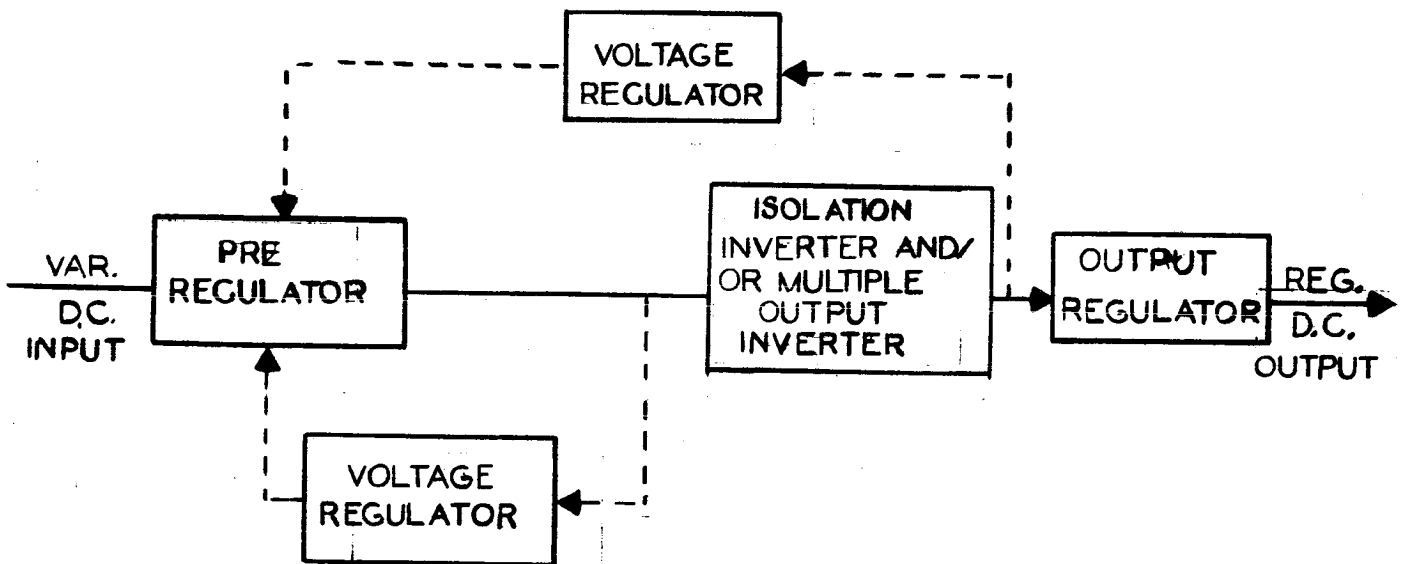 VOLTAGE
REGULATOR
VAR.
D.C.
INPUT
PRE
REGULATOR
ISOLATION
INVERTER AND/
OR MULTIPLE
OUTPUT
INVERTER
OUTPUT
REGULATOR
REG.
D.C.
OUTPUT
VOLTAGE
REGULATOR